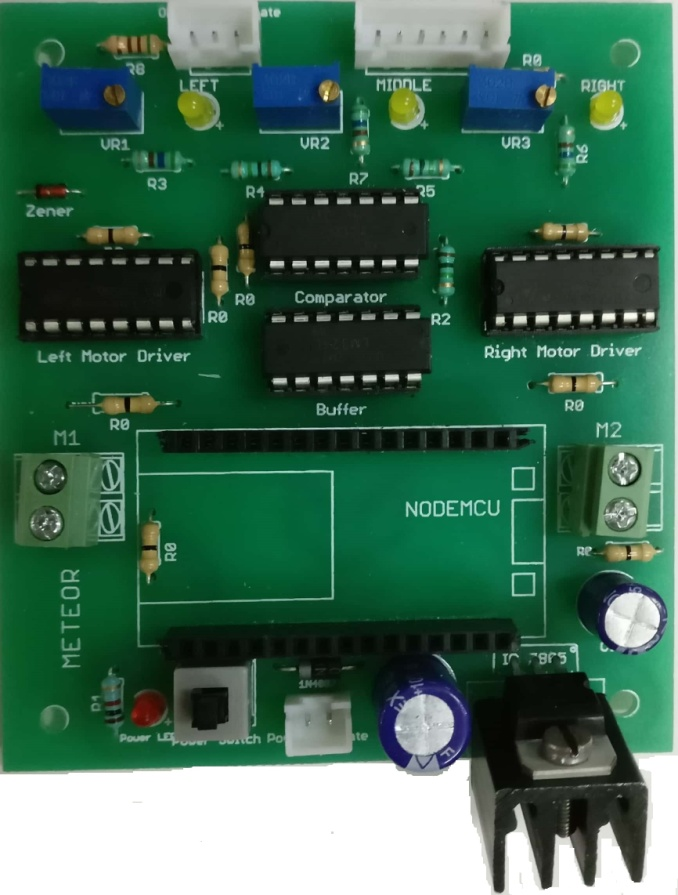 R8
LEFT
MIDDLE
R0
RIGHT
VR1
VR2
VR3
R3
R4
R7
R5
R6
Zener
R0
R0
Comparator
R2
Left Motor Driver
Right Motor Driver
Buffer
R0
R0
M1
M2
NODEMCU
R0
R0
METEOR
R1
Power LED
Power Switch